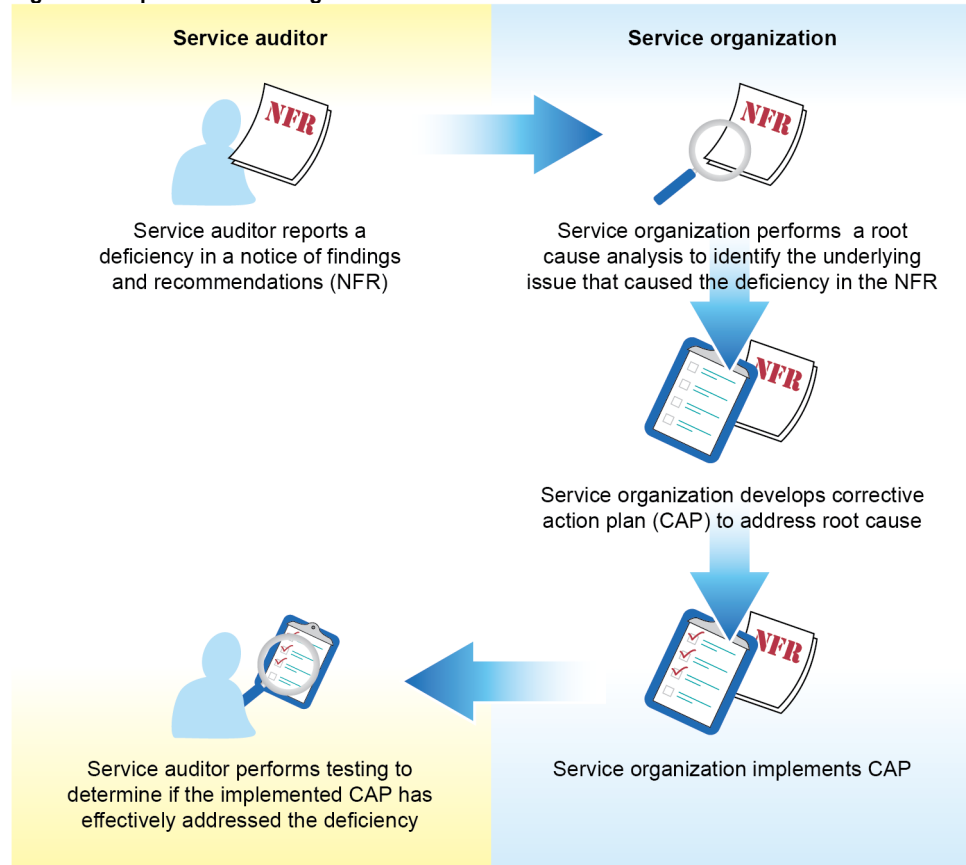 Service auditor
Service organization
NFR
NFR
Service auditor reports a
deficiency in a notice of findings
and recommendations (NFR)
Service organization performs a root
cause analysis to identify the underlying
issue that caused the deficiency in the NFR
NFR
Service organization develops corrective
action plan (CAP) to address root cause
NFR
Service auditor performs testing to
determine if the implemented CAP has
effectively addressed the deficiency
Service organization implements CAP